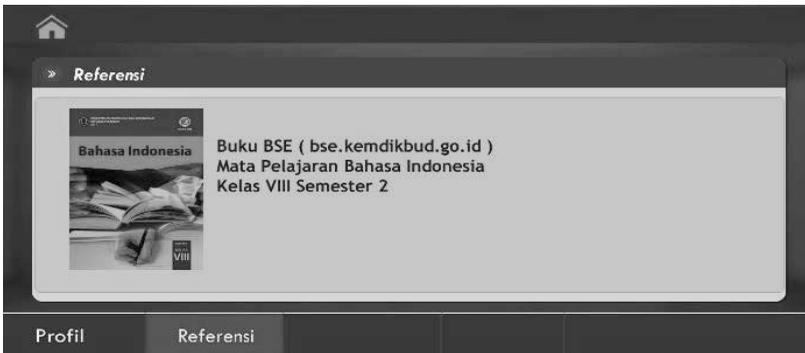 » Referensi
Bahasa Indonesia
VIII
Buku BSE ( bse.kemdikbud.go.id )
Mata Pelajaran Bahasa Indonesia
Kelas VIII Semester 2
Profil
Referensi